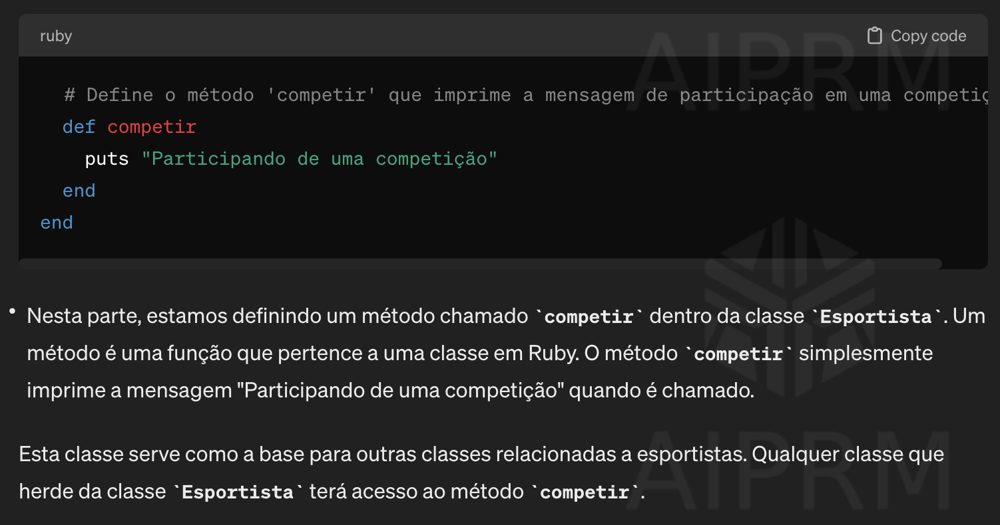 ruby
Copy code
# Define o método 'competir' que imprime a mensagem de participação em uma competiç
def competir
puts "Participando de uma competição"
end
end
• Nesta parte, estamos definindo um método chamado `competir` dentro da classe `Esportista`. Um
método é uma função que pertence a uma classe em Ruby. O método `competir` simplesmente
imprime a mensagem "Participando de uma competição" quando é chamado.
Esta classe serve como a base para outras classes relacionadas a esportistas. Qualquer classe que
herde da classe `Esportista` terá acesso ao método `competir`.
AIPRM
AIPRM